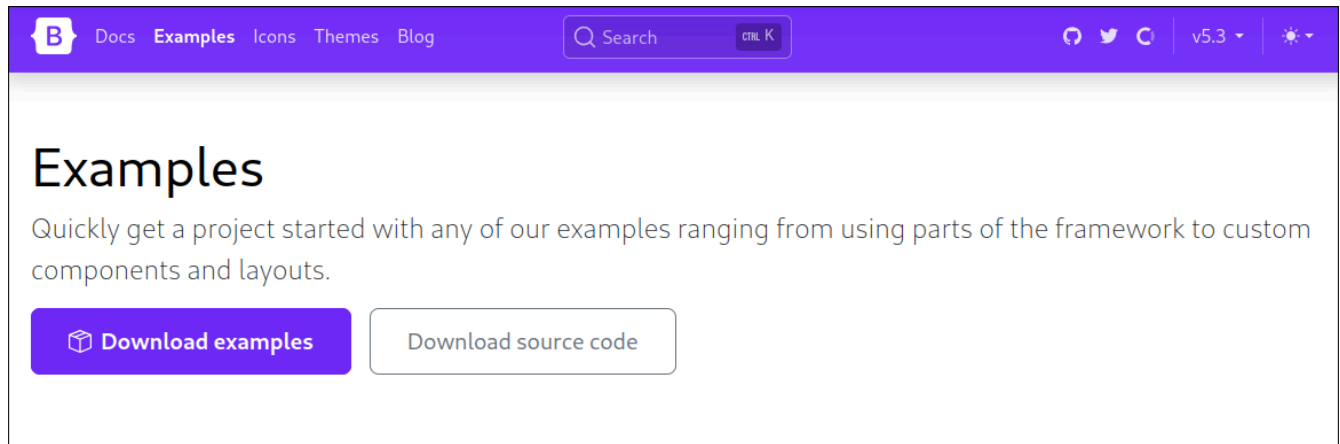 B Docs Examples Icons Themes Blog Search CTRL K v5.3
Examples
Quickly get a project started with any of our examples ranging from using parts of the framework to custom
components and layouts.
Download examples Download source code